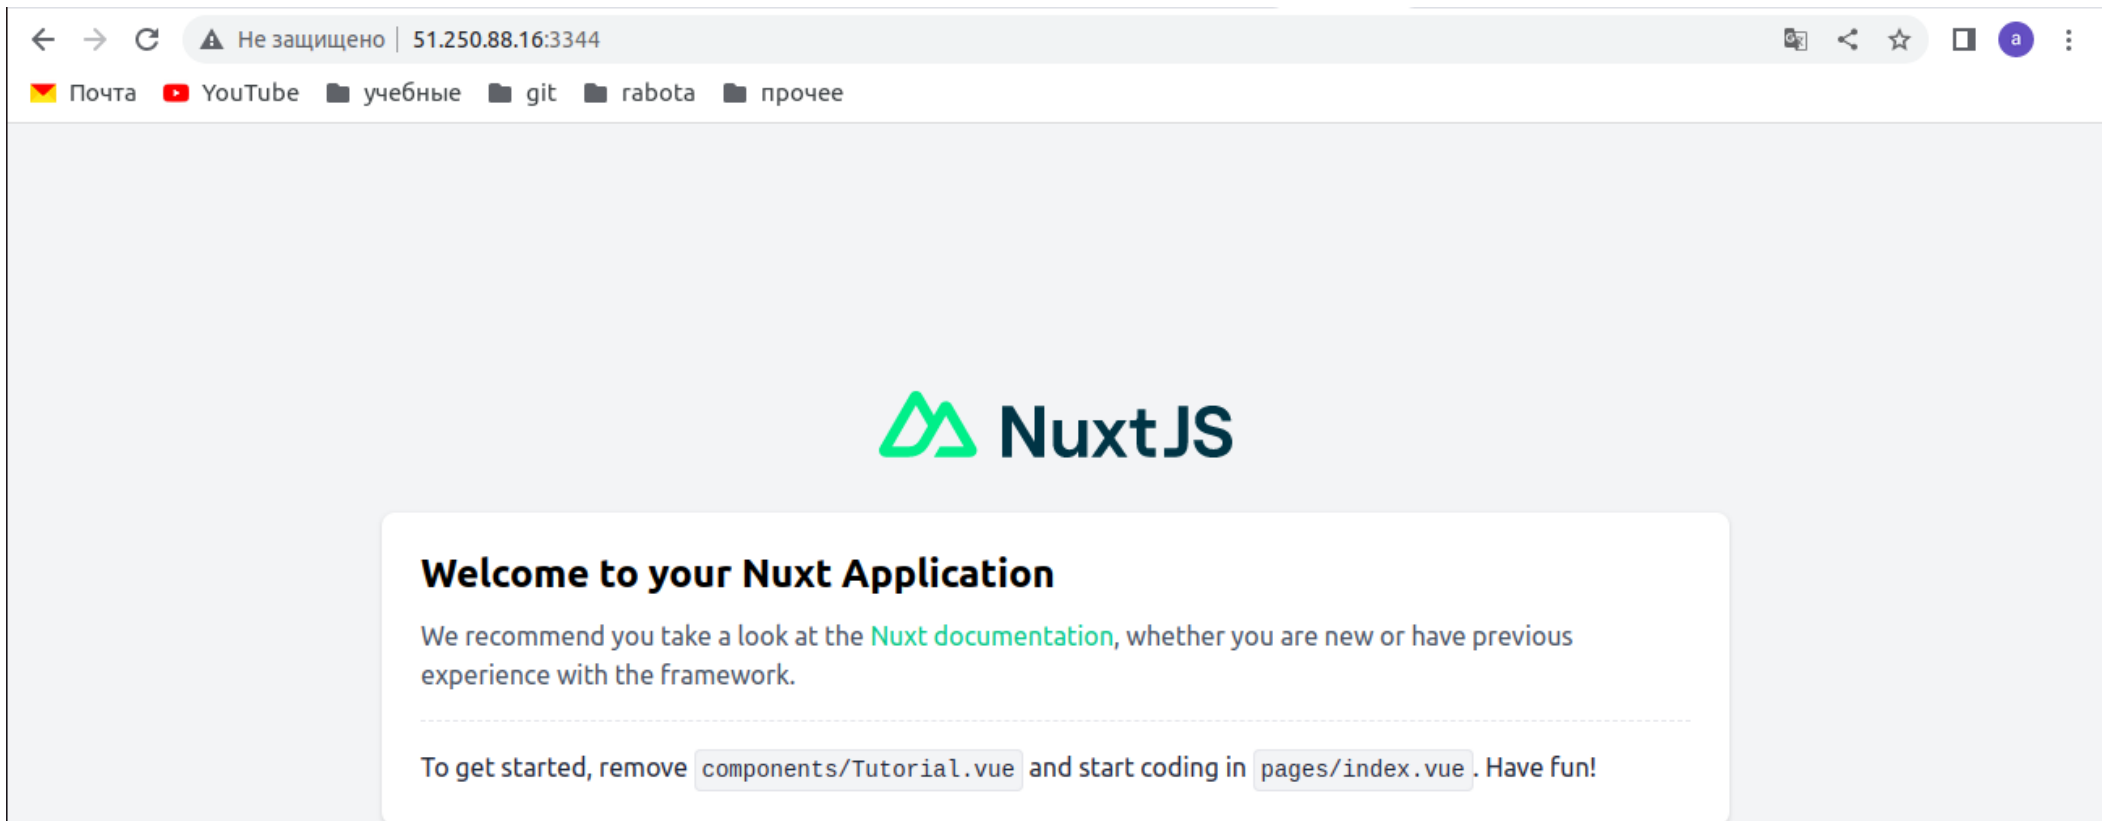 Не защищено 51.250.88.16:3344 a
Почта YouTube учебные git rabota прочее
NuxtJS
Welcome to your Nuxt Application
We recommend you take a look at the Nuxt documentation, whether you are new or have previous
experience with the framework.
To get started, remove components/Tutorial.vue and start coding in pages/index.vue. Have fun!